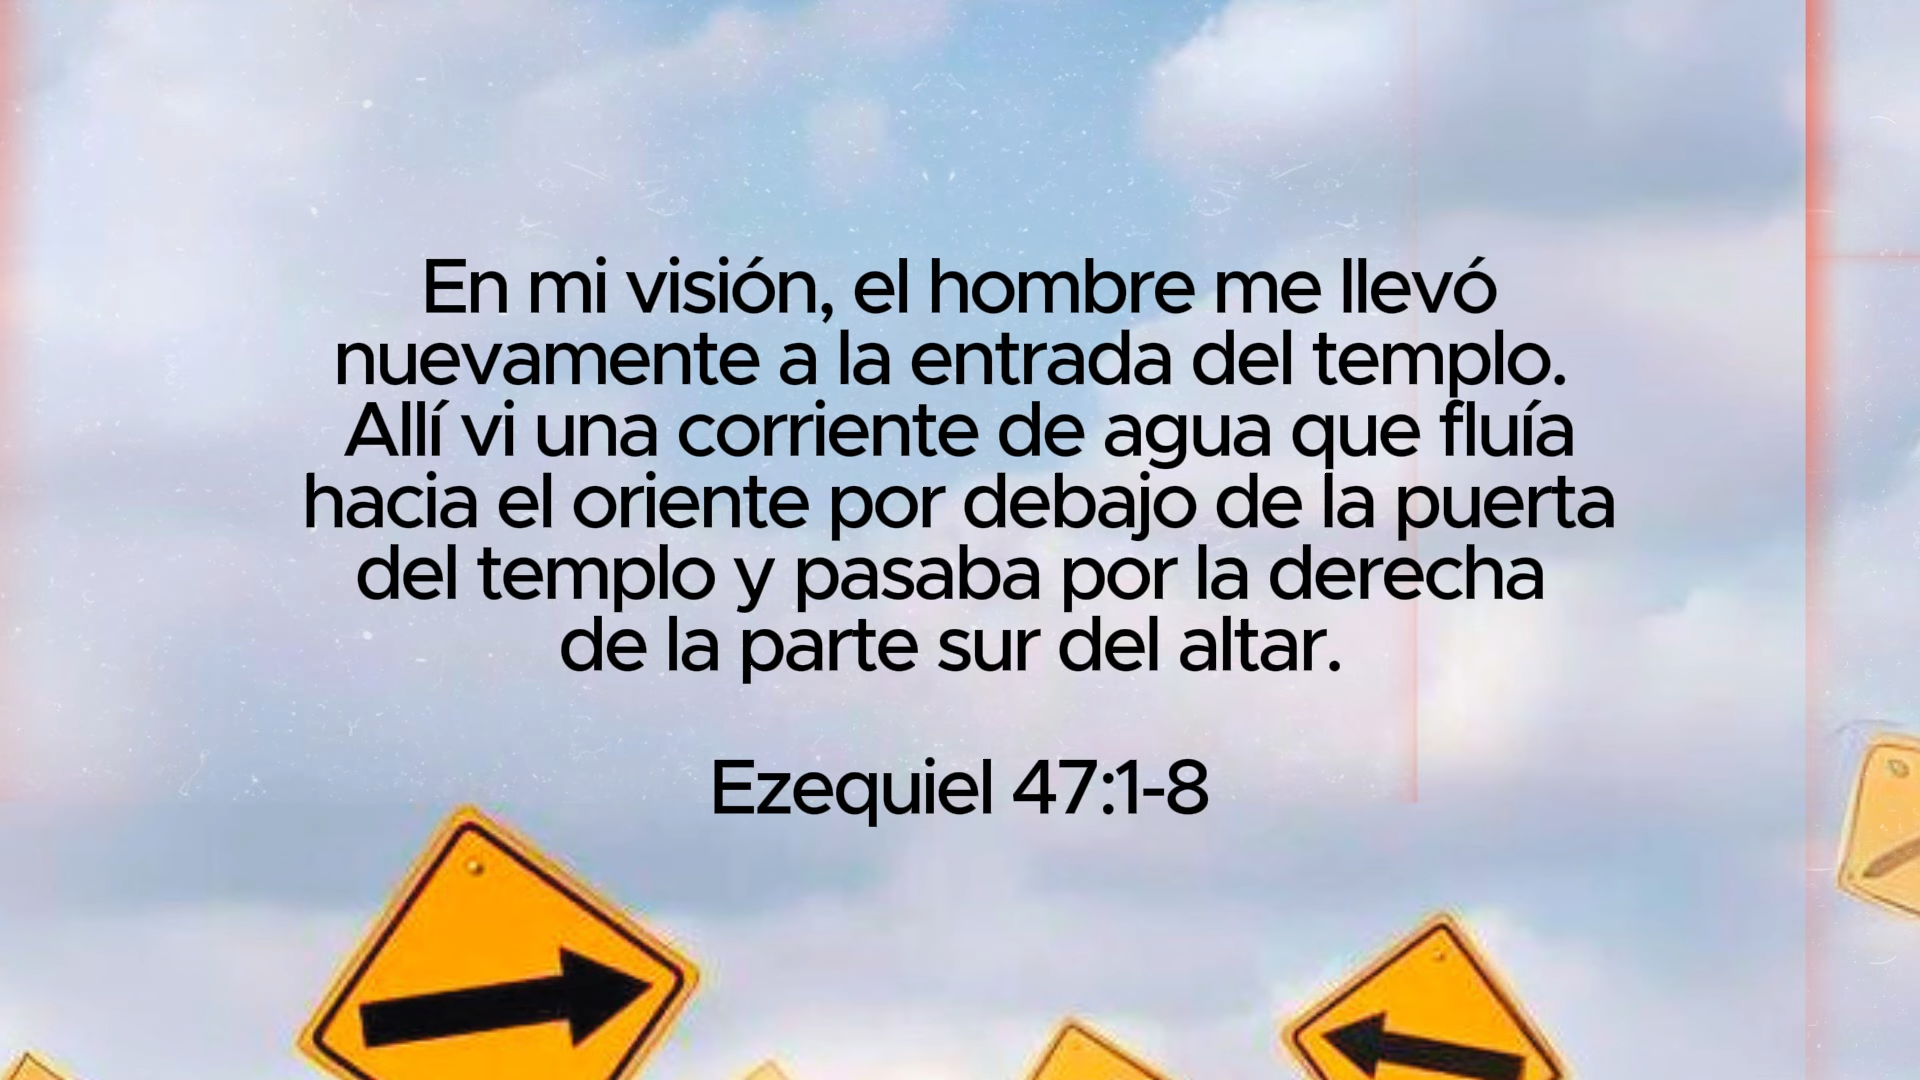 En mi visión, el hombre me llevó
nuevamente a la entrada del templo.
Allí vi una corriente de agua que fluía
hacia el oriente por debajo de la puerta
del templo y pasaba por la derecha
de la parte sur del altar.
Ezequiel 47:1-8